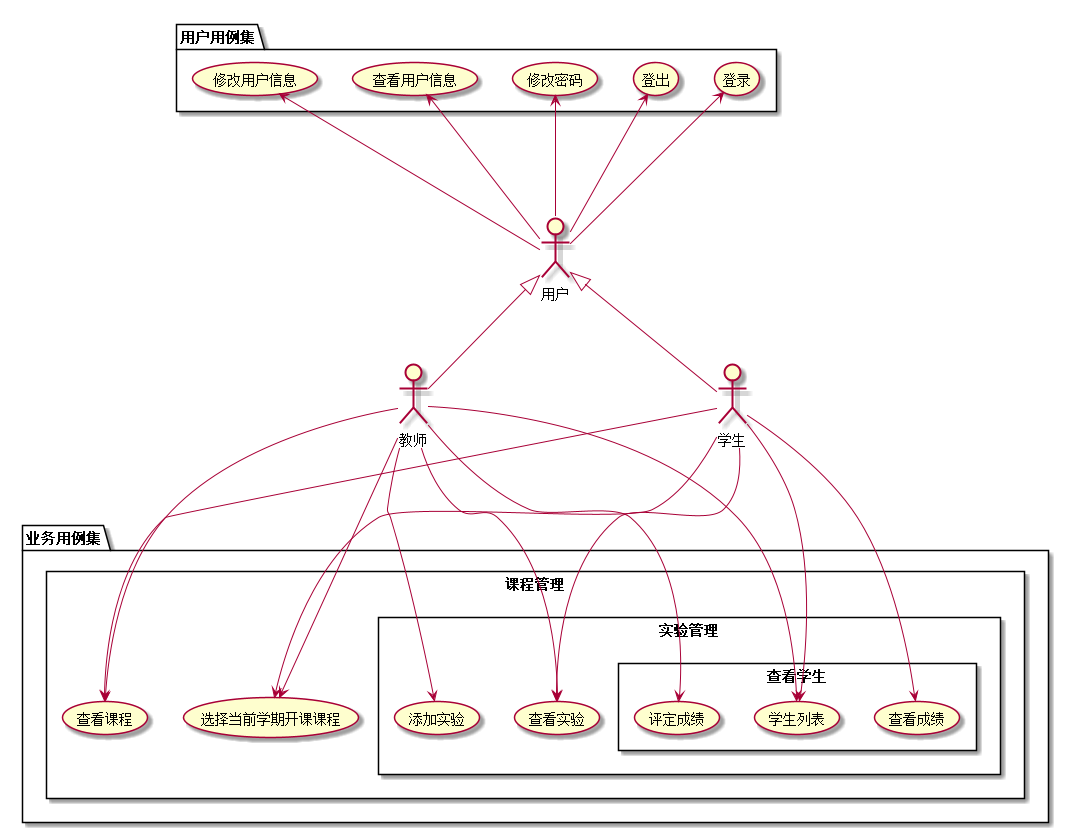 用户用例集
修改用户信息
查看用户信息
修改密码
登出
登录
用户
教师
学生
业务用例集
课程管理
实验管理
查看学生
查看课程
选择当前学期开课课程
添加实验
查看实验
评定成绩
学生列表
查看成绩